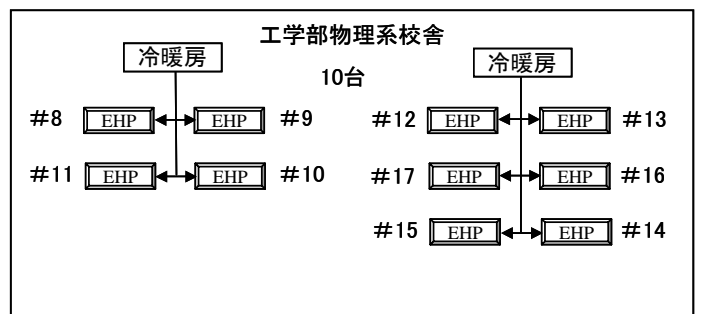 工学部物理系校舎
冷暖房
10台
冷暖房
#8 EHP EHP #9
#12 EHP EHP #13
#11 EHP EHP #10
#17 EHP EHP #16
#15 EHP EHP #14